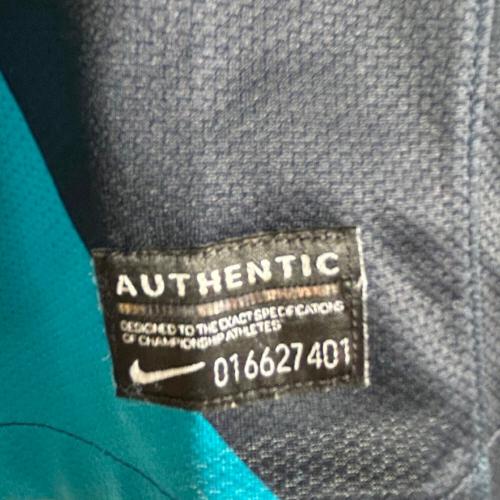 AUTHENTIC
DESIGNED TO THE EXACT SPECIFICATIONS
OF CHAMPIONSHIP ATHLETES
016627401